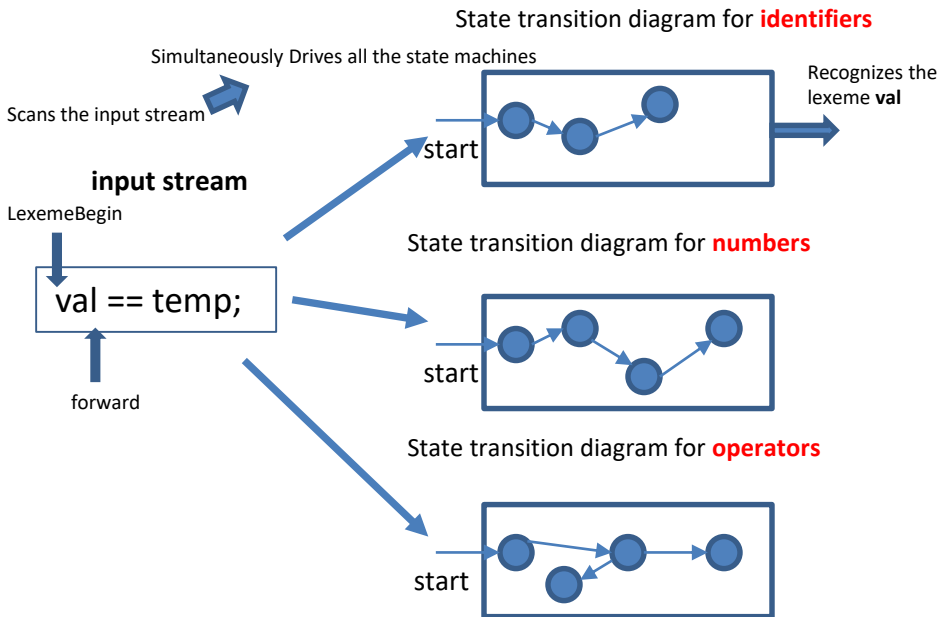 State transition diagram for identifiers
Simultaneously Drives all the state machines
Scans the input stream
Recognizes the
lexeme val
start
input stream
LexemeBegin
val == temp;
forward
State transition diagram for numbers
start
State transition diagram for operators
start